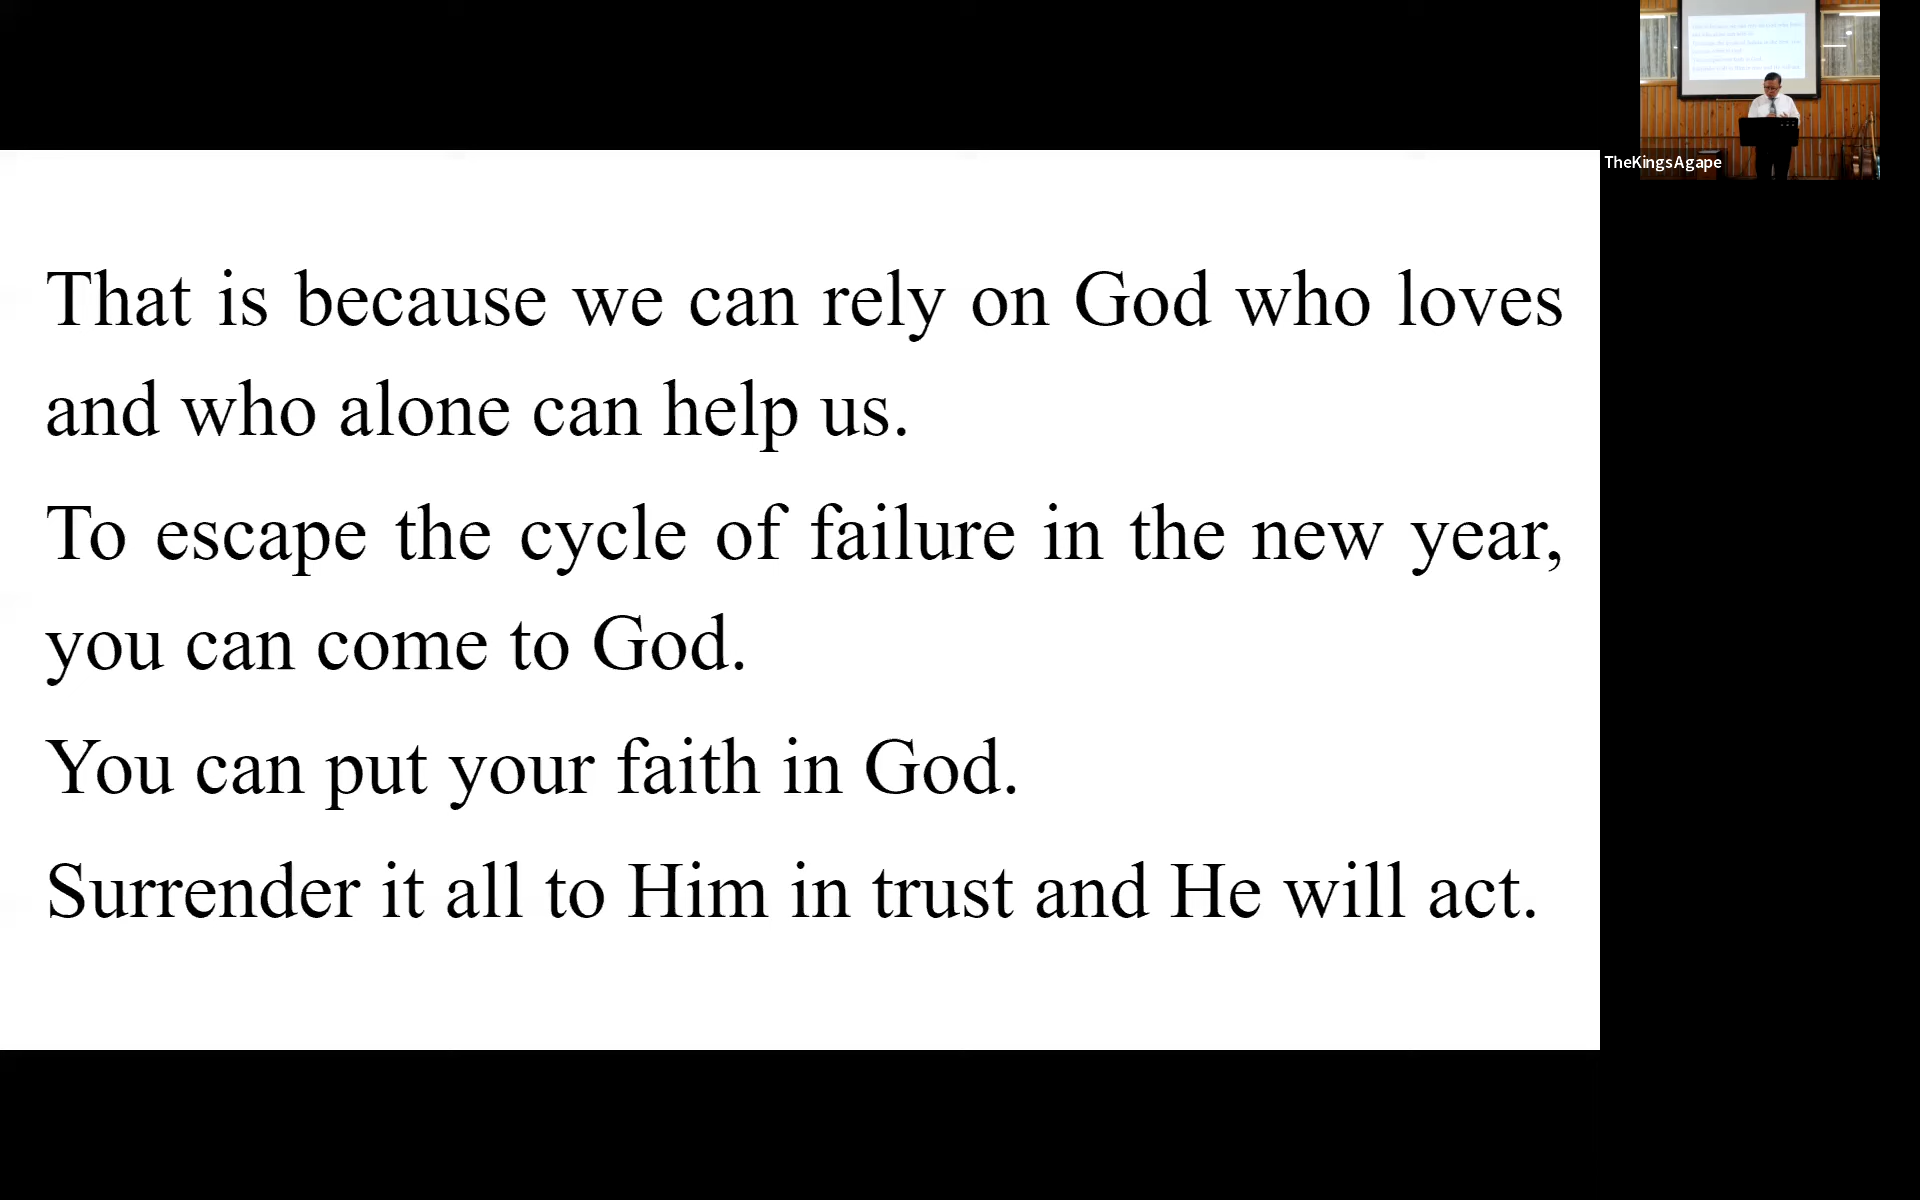 That is because we can rely on God who loves
and who alone can help us.
To escape the cycle of failure in the new year,
you can come to God.
You can put your faith in God.
Surrender it all to Him in trust and He will act.
TheKingsAgape